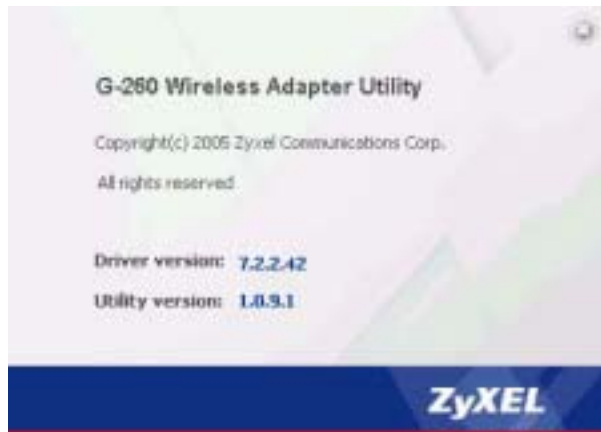 G-260 Wireless Adapter Utility
Copyright(c) 2005 Zyxel Communications Corp.
All rights reserved
Driver version: 7.2.2.42
Utility version: 1.0.9.1
ZyXEL